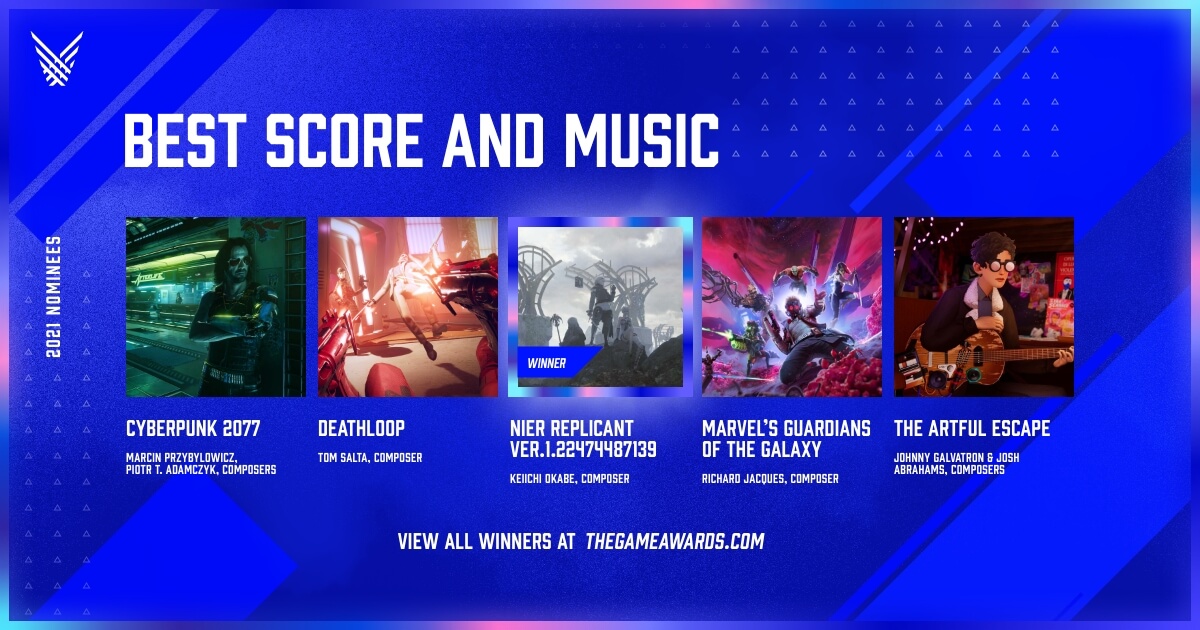 BEST SCORE AND MUSIC
2021 NOMINEES
WINNER
CYBERPUNK 2077
MARCIN PRZYBYLOWICZ,
PIOTR T. ADAMCZYK, COMPOSERS
DEATHLOOP
TOM SALTA, COMPOSER
NIER REPLICANT
VER.1.22474487139
KEIICHI OKABE, COMPOSER
MARVEL'S GUARDIANS
OF THE GALAXY
RICHARD JACQUES, COMPOSER
THE ARTFUL ESCAPE
JOHNNY GALVATRON & JOSH
ABRAHAMS, COMPOSERS
VIEW ALL WINNERS AT THEGAMEAWARDS.COM